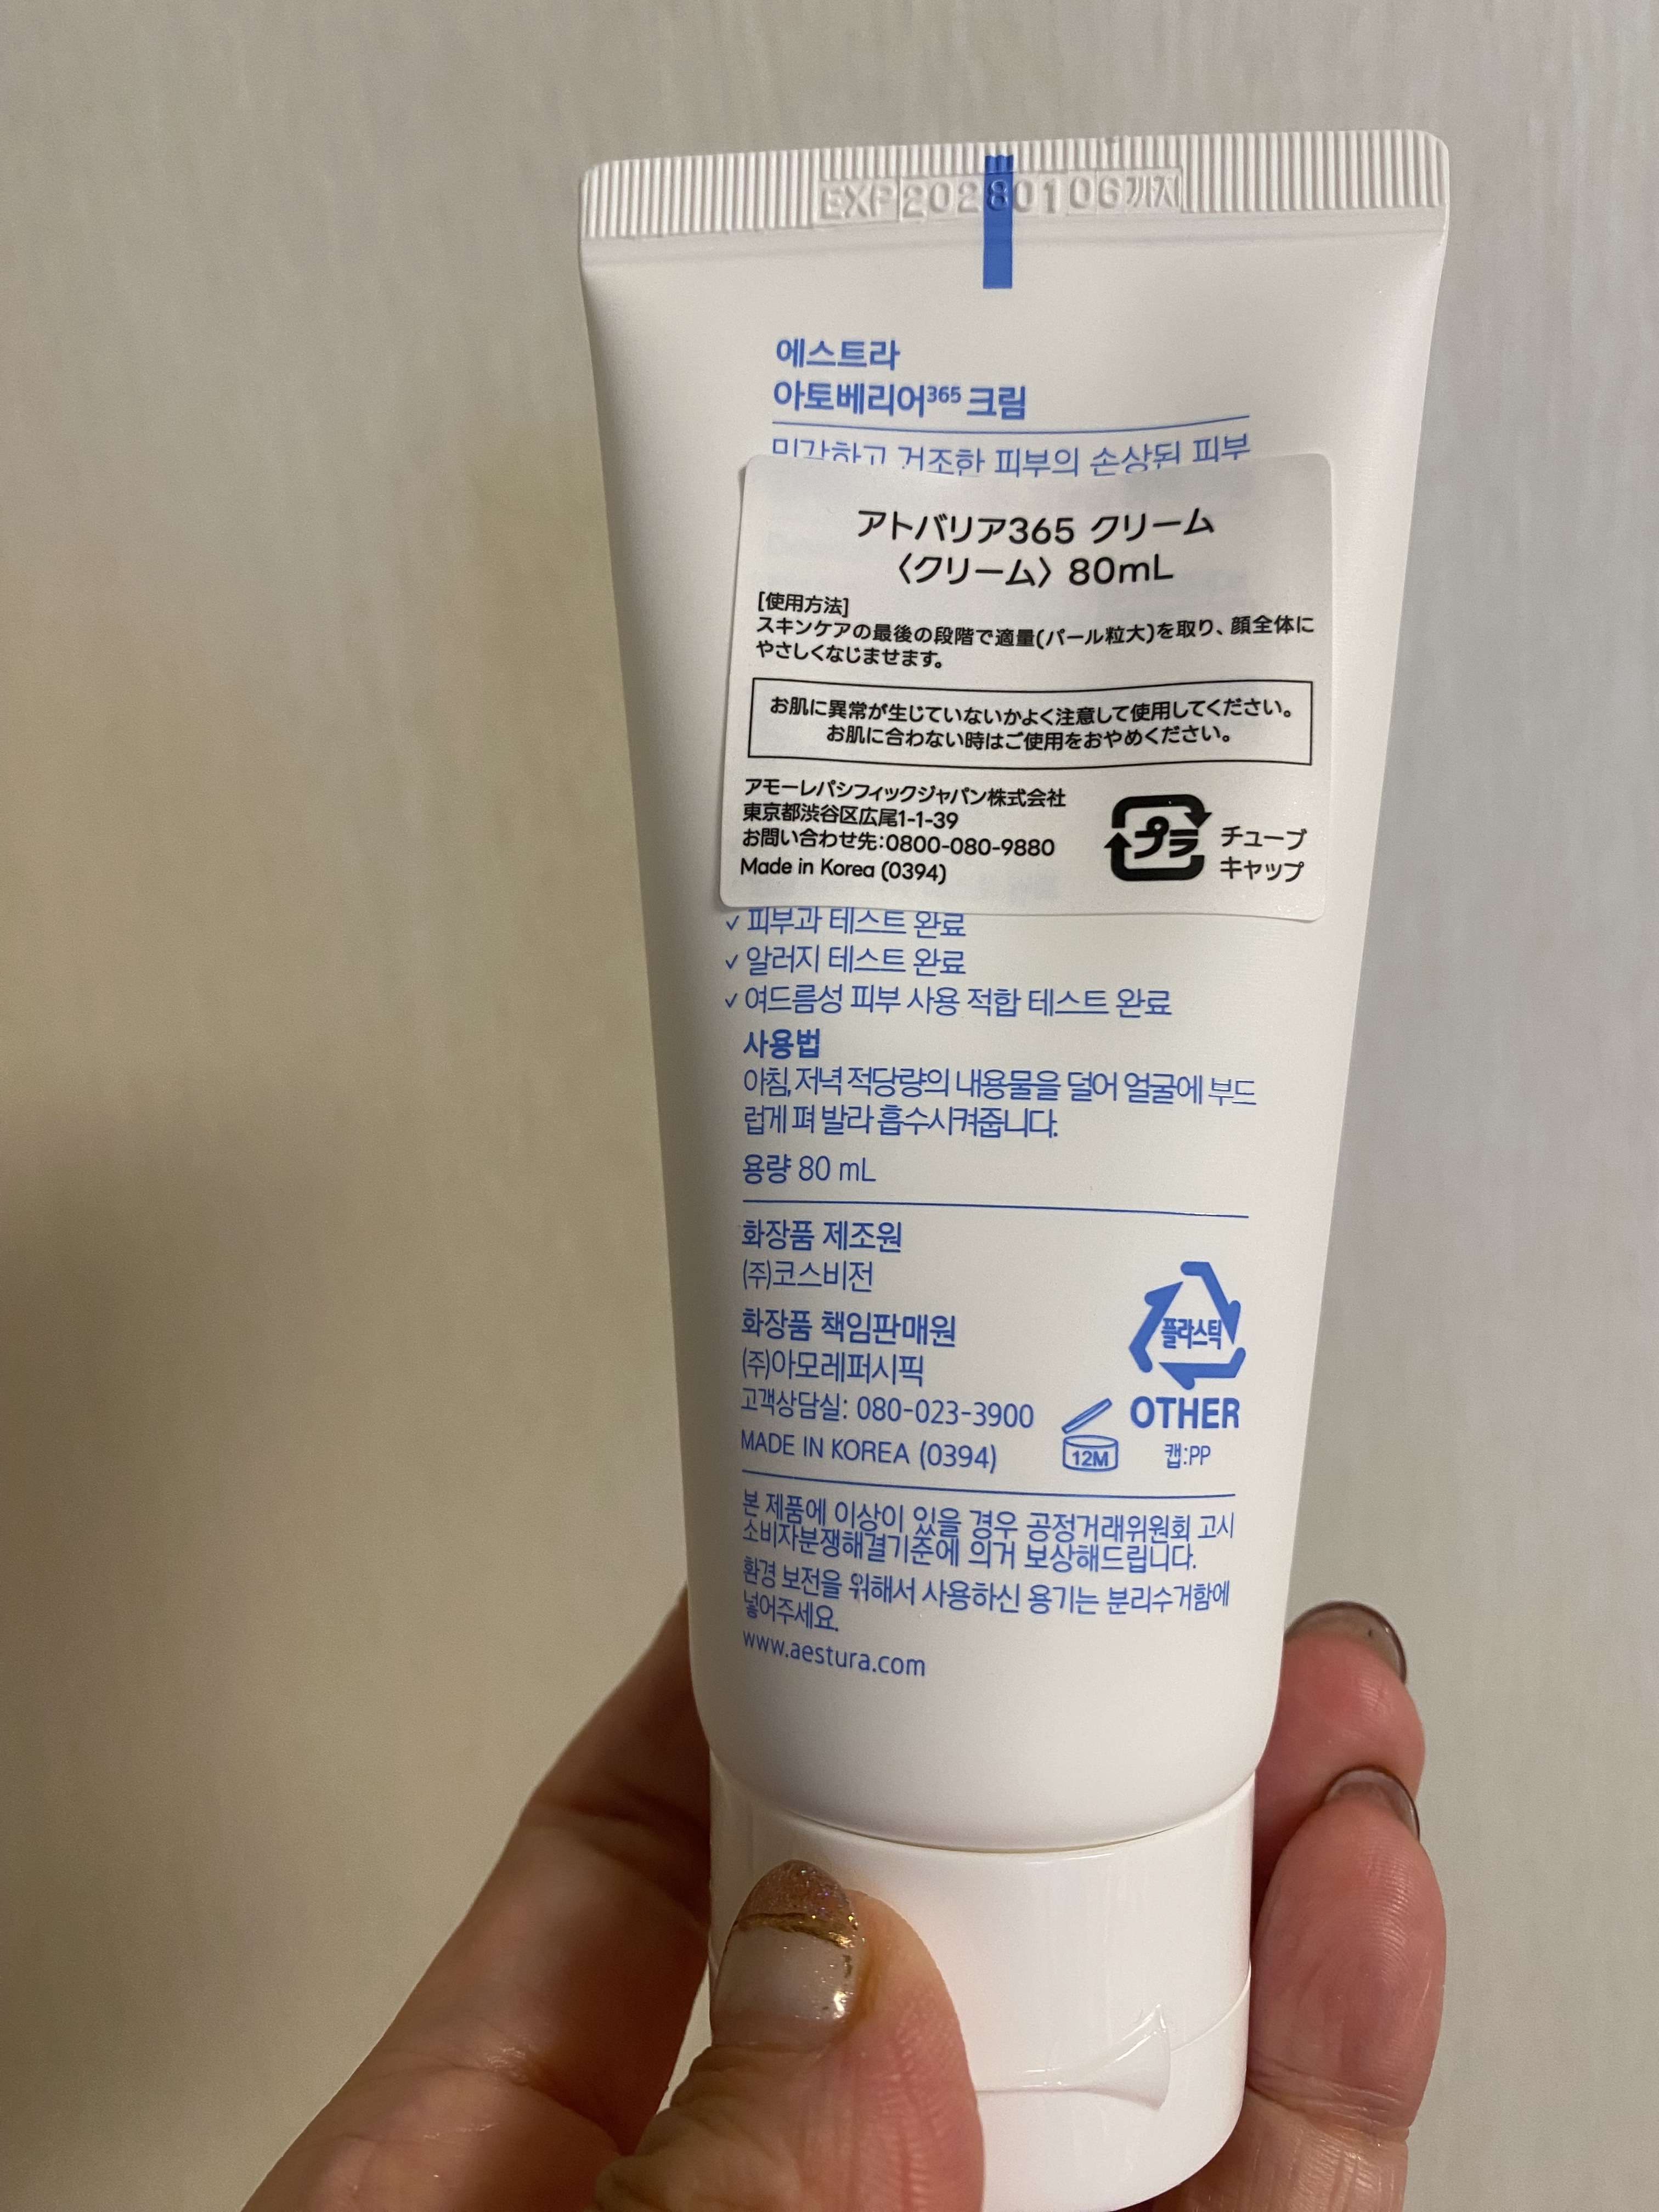 EXP 20280106까지
에스트라
아토베리어365 크림
민감하고 건조한 피부의 손상된 피부
アトバリア365 クリーム
〈クリーム〉 80mL
[使用方法]
スキンケアの最後の段階で適量(パール粒大)を取り、顔全体に
やさしくなじませます。
お肌に異常が生じていないかよく注意して使用してください。
お肌に合わない時はご使用をおやめください。
アモーレパシフィックジャパン株式会社
東京都渋谷区広尾1-1-39
お問い合わせ先:0800-080-9880
Made in Korea (0394)
プラ
チューブ
キャップ
✓ 피부과 테스트 완료
✓ 알러지 테스트 완료
✓ 여드름성 피부 사용 적합 테스트 완료
사용법
아침, 저녁 적당량의 내용물을 덜어 얼굴에 부드
럽게 펴 발라 흡수시켜줍니다.
용량 80 mL
화장품 제조원
(주)코스비전
화장품 책임판매원
(주)아모레퍼시픽
고객상담실: 080-023-3900
MADE IN KOREA (0394)
12M
플라스틱
OTHER
캡:PP
본 제품에 이상이 있을 경우 공정거래위원회 고시
소비자분쟁해결기준에 의거 보상해드립니다.
환경 보전을 위해서 사용하신 용기는 분리수거함에
넣어주세요.
www.aestura.com